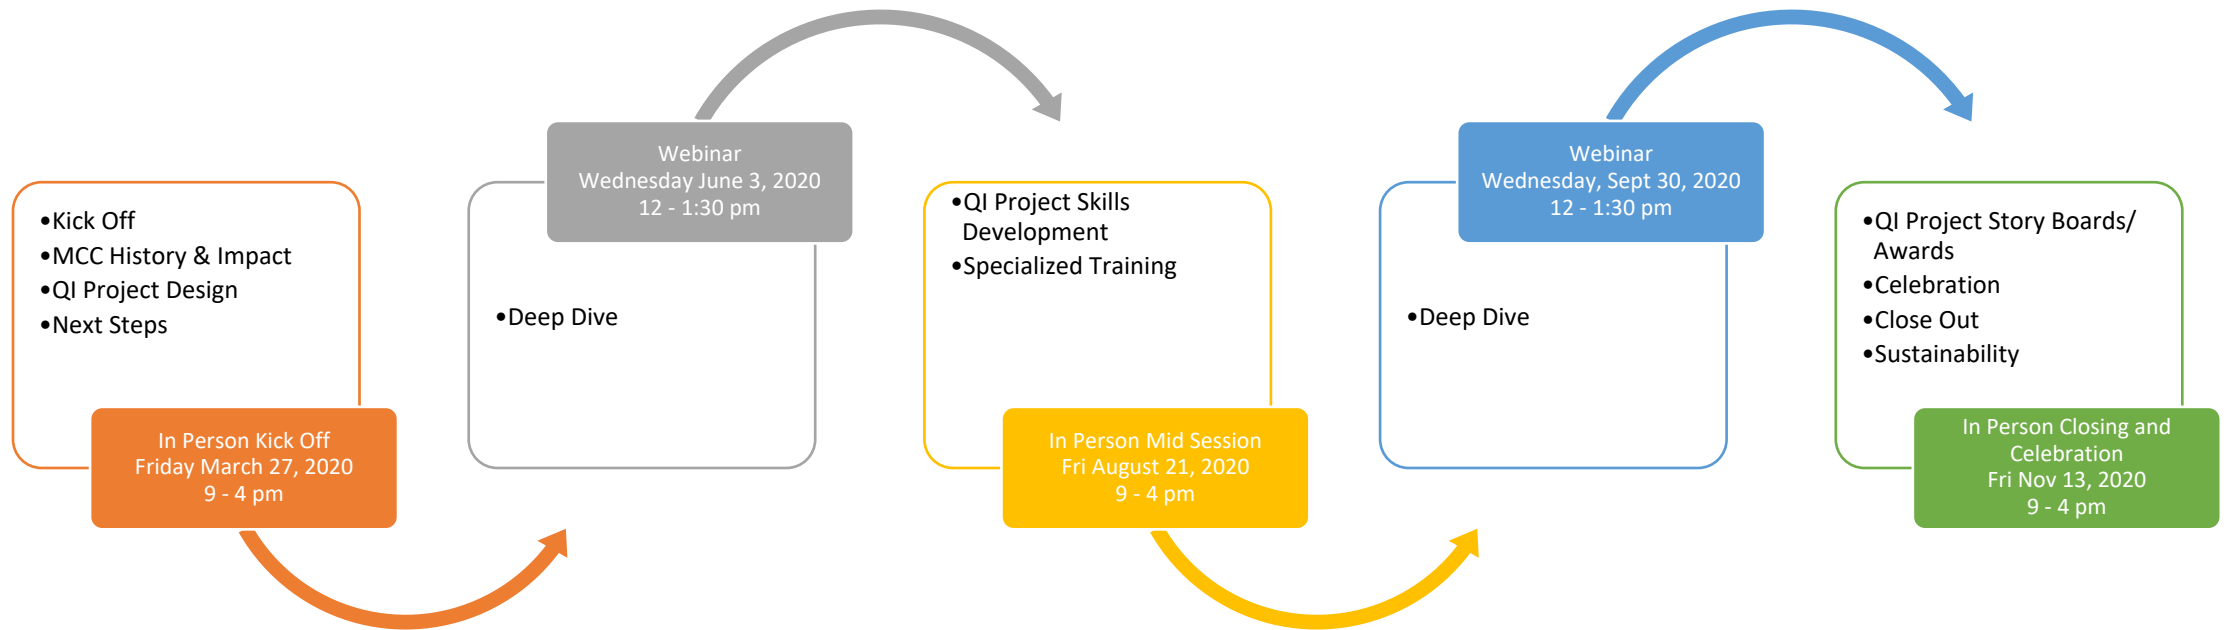 •Kick Off
•MCC History & Impact
•QI Project Design
•Next Steps
In Person Kick Off
Friday March 27, 2020
9 - 4 pm
Webinar
Wednesday June 3, 2020
12 - 1:30 pm
•Deep Dive
•QI Project Skills
Development
•Specialized Training
In Person Mid Session
Fri August 21, 2020
9 - 4 pm
Webinar
Wednesday, Sept 30, 2020
12 - 1:30 pm
•Deep Dive
•QI Project Story Boards/
Awards
•Celebration
•Close Out
•Sustainability
In Person Closing and
Celebration
Fri Nov 13, 2020
9 - 4 pm